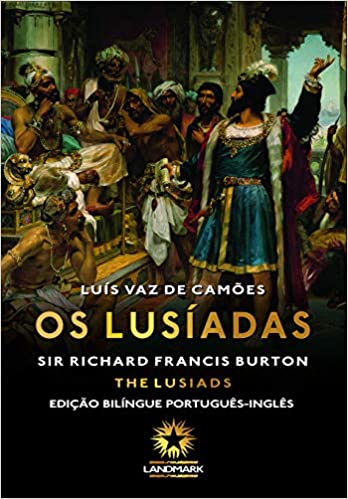 LUÍS VAZ DE CAMÕES
OS LUSÍADAS
SIR RICHARD FRANCIS BURTON
THE LUSIADS
EDIÇÃO BILÍNGUE PORTUGUÊS-INGLÊS
LANDMARK